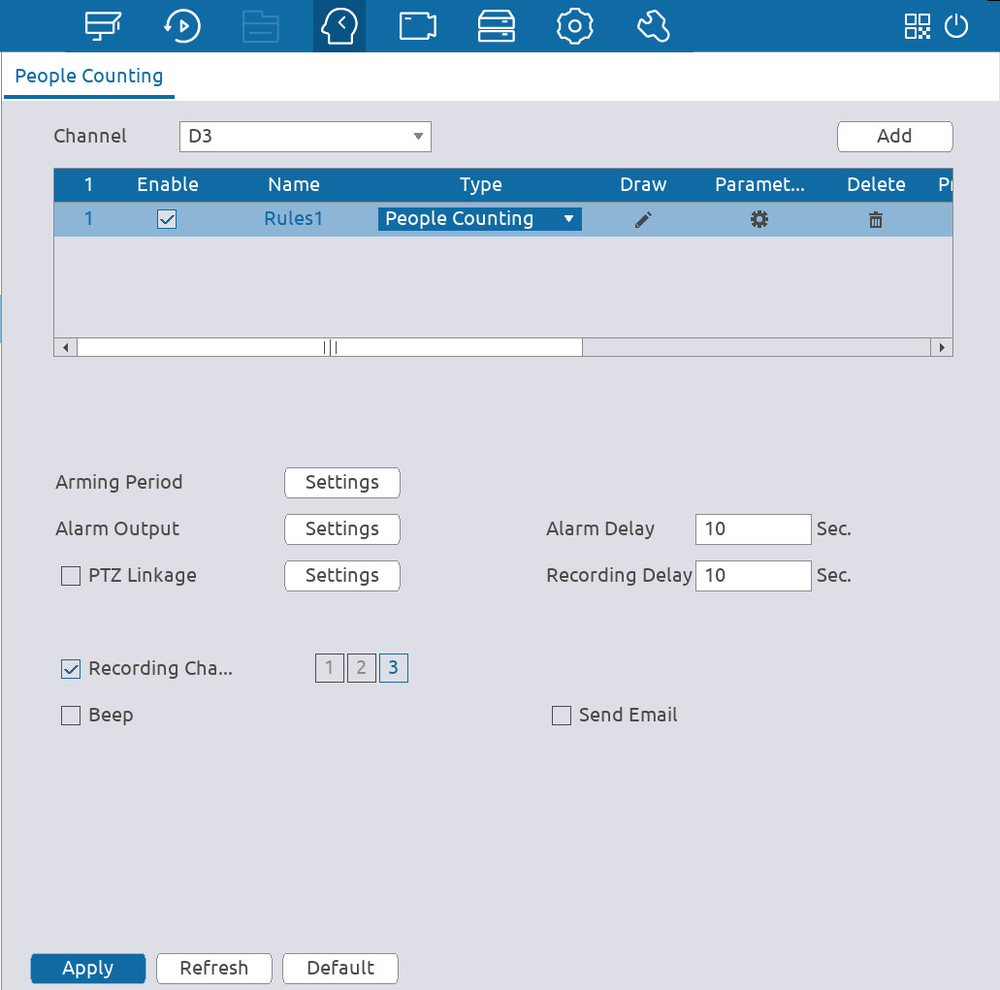 People Counting
Channel D3 Add
1 Enable Name Type Draw Paramet... Delete Pr
1 Rules1 People Counting
Arming Period Settings
Alarm Output Settings Alarm Delay 10 Sec.
PTZ Linkage Settings Recording Delay 10 Sec.
Recording Cha... 1 2 3
Beep Send Email
Apply Refresh Default